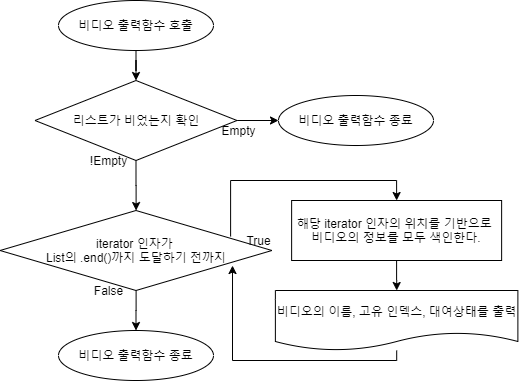 비디오 출력함수 호출
리스트가 비었는지 확인
Empty
비디오 출력함수 종료
!Empty
iterator 인자가
List의 .end()까지 도달하기 전까지
True
해당 iterator 인자의 위치를 기반으로
비디오의 정보를 모두 색인한다.
비디오의 이름, 고유 인덱스, 대여상태를 출력
False
비디오 출력함수 종료